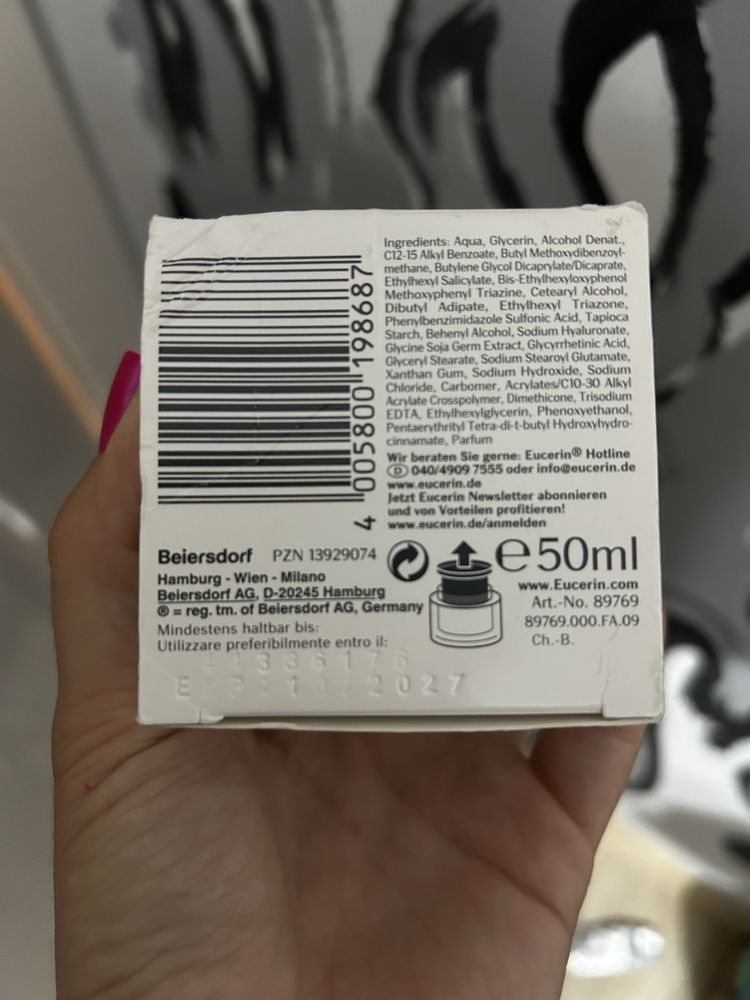 Ingredients: Aqua, Glycerin, Alcohol Denat.,
C12-15 Alkyl Benzoate, Butyl Methoxydibenzoyl-
methane, Butylene Glycol Dicaprylate/Dicaprate,
Ethylhexyl Salicylate, Bis-Ethylhexyloxyphenol
Methoxyphenyl Triazine, Cetearyl Alcohol,
Dibutyl Adipate, Ethylhexyl Triazone,
Phenylbenzimidazole Sulfonic Acid, Tapioca
Starch, Behenyl Alcohol, Sodium Hyaluronate,
Glycine Soja Germ Extract, Glycyrrhetinic Acid,
Glyceryl Stearate, Sodium Stearoyl Glutamate,
Xanthan Gum, Sodium Hydroxide, Sodium
Chloride, Carbomer, Acrylates/C10-30 Alkyl
Acrylate Crosspolymer, Dimethicone, Trisodium
EDTA, Ethylhexylglycerin, Phenoxyethanol,
Pentaerythrityl Tetra-di-t-butyl Hydroxyhydro-
cinnamate, Parfum
Wir beraten Sie gerne: Eucerin® Hotline
D 040/4909 7555 oder info@eucerin.de
www.eucerin.de
Jetzt Eucerin Newsletter abonnieren
und von Vorteilen profitieren!
www.eucerin.de/anmelden
4 005800 198687
Beiersdorf PZN 13929074
Hamburg - Wien - Milano
Beiersdorf AG, D-20245 Hamburg
® = reg. tm. of Beiersdorf AG, Germany
Mindestens haltbar bis:
Utilizzare preferibilmente entro il:
EXP 10/2027
e 50ml
www.Eucerin.com
Art.-No. 89769
89769.000.FA.09
Ch.-B.